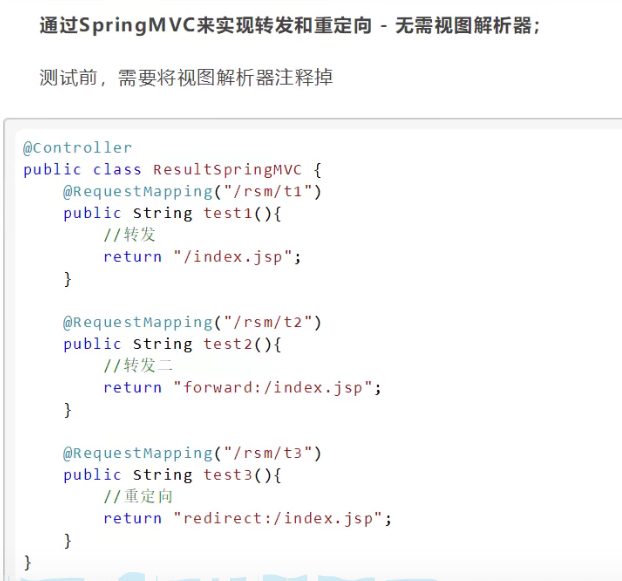 通过SpringMVC来实现转发和重定向 - 无需视图解析器；
测试前，需要将视图解析器注释掉
@Controller
public class ResultSpringMVC {
    @RequestMapping("/rsm/t1")
    public String test1(){
        //转发
        return "/index.jsp";
    }

    @RequestMapping("/rsm/t2")
    public String test2(){
        //转发二
        return "forward:/index.jsp";
    }

    @RequestMapping("/rsm/t3")
    public String test3(){
        //重定向
        return "redirect:/index.jsp";
    }
}